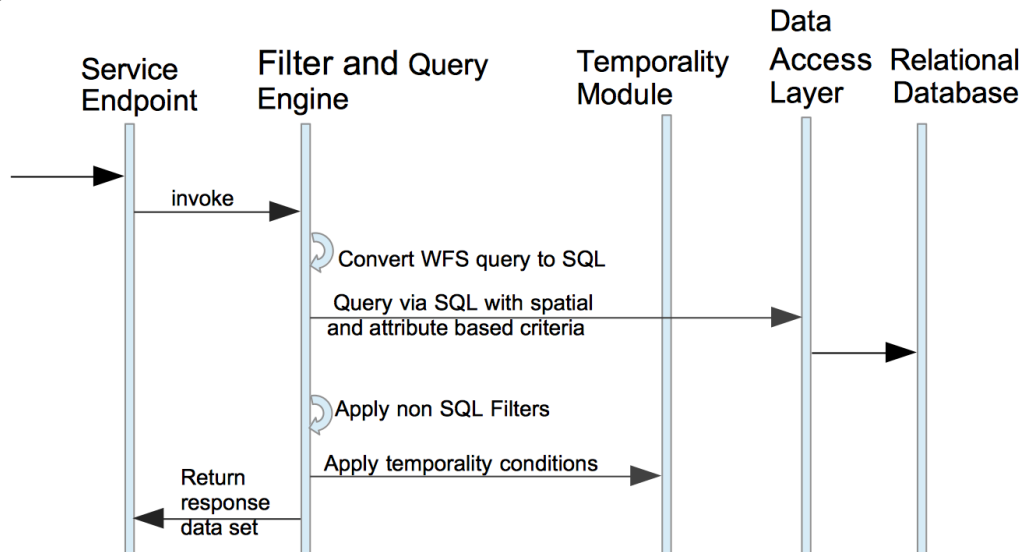 Service
Endpoint
Filter and Query
Engine
Temporality
Module
Data
Access
Layer
Relational
Database
invoke
Convert WFS query to SQL
Query via SQL with spatial
and attribute based criteria
Apply non SQL Filters
Apply temporality conditions
Return
response
data set